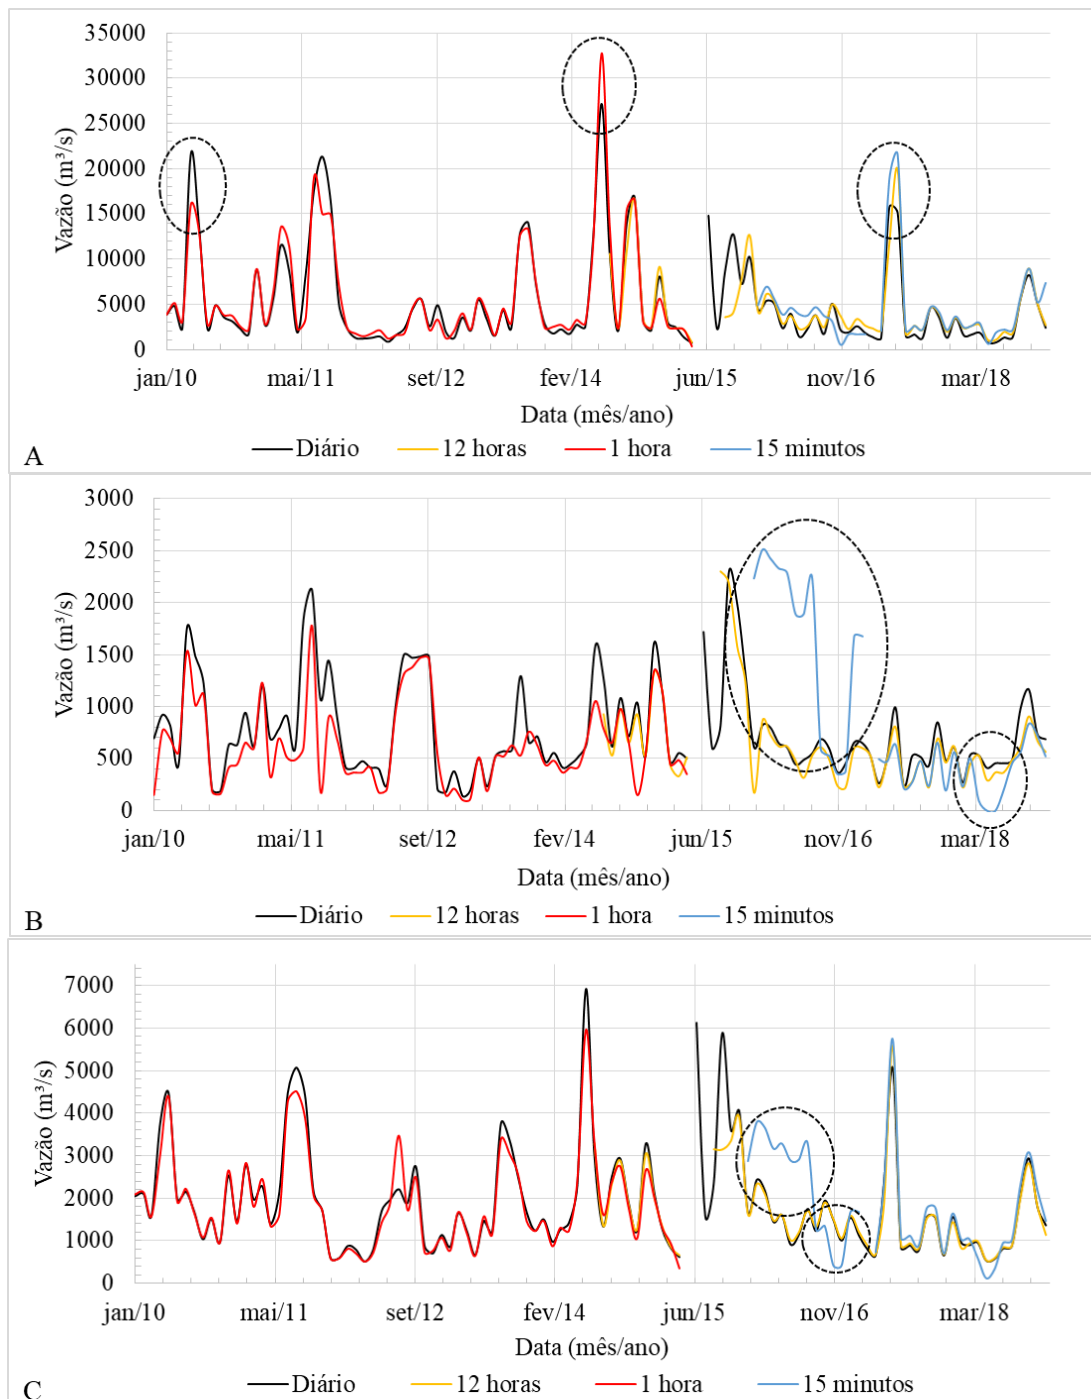 35000
30000
25000
20000
15000
10000
5000
0
Vazão (m³/s)
jan/10 mai/11 set/12 fev/14 jun/15 nov/16 mar/18
Data (mês/ano)
Diário 12 horas 1 hora 15 minutos
A
3000
2500
2000
1500
1000
500
0
Vazão (m³/s)
jan/10 mai/11 set/12 fev/14 jun/15 nov/16 mar/18
Data (mês/ano)
Diário 12 horas 1 hora 15 minutos
B
7000
6000
5000
4000
3000
2000
1000
0
Vazão (m³/s)
jan/10 mai/11 set/12 fev/14 jun/15 nov/16 mar/18
Data (mês/ano)
Diário 12 horas 1 hora 15 minutos
C